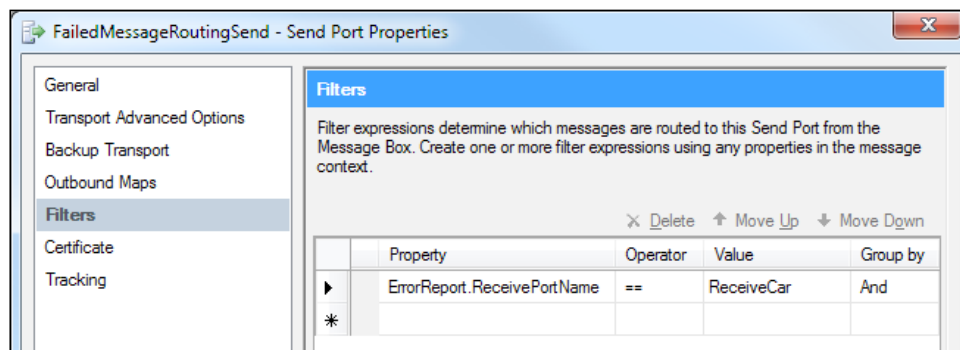 FailedMessageRoutingSend - Send Port Properties
X
General
Transport Advanced Options
Backup Transport
Outbound Maps
Filters
Certificate
Tracking
Filters
Filter expressions determine which messages are routed to this Send Port from the
Message Box. Create one or more filter expressions using any properties in the message
context.
Delete Move Up Move Down
Property Operator Value Group by
ErrorReport.ReceivePortName == ReceiveCar And